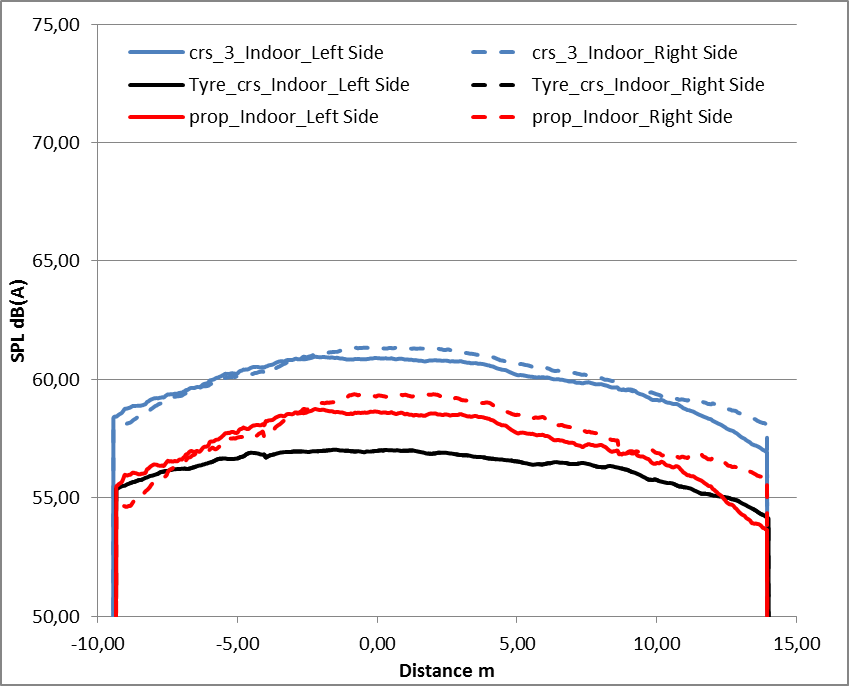 75,00
70,00
65,00
60,00
55,00
50,00
SPL dB(A)
crs_3_Indoor_Left Side
crs_3_Indoor_Right Side
Tyre_crs_Indoor_Left Side
Tyre_crs_Indoor_Right Side
prop_Indoor_Left Side
prop_Indoor_Right Side
-10,00 -5,00 0,00 5,00 10,00 15,00
Distance m